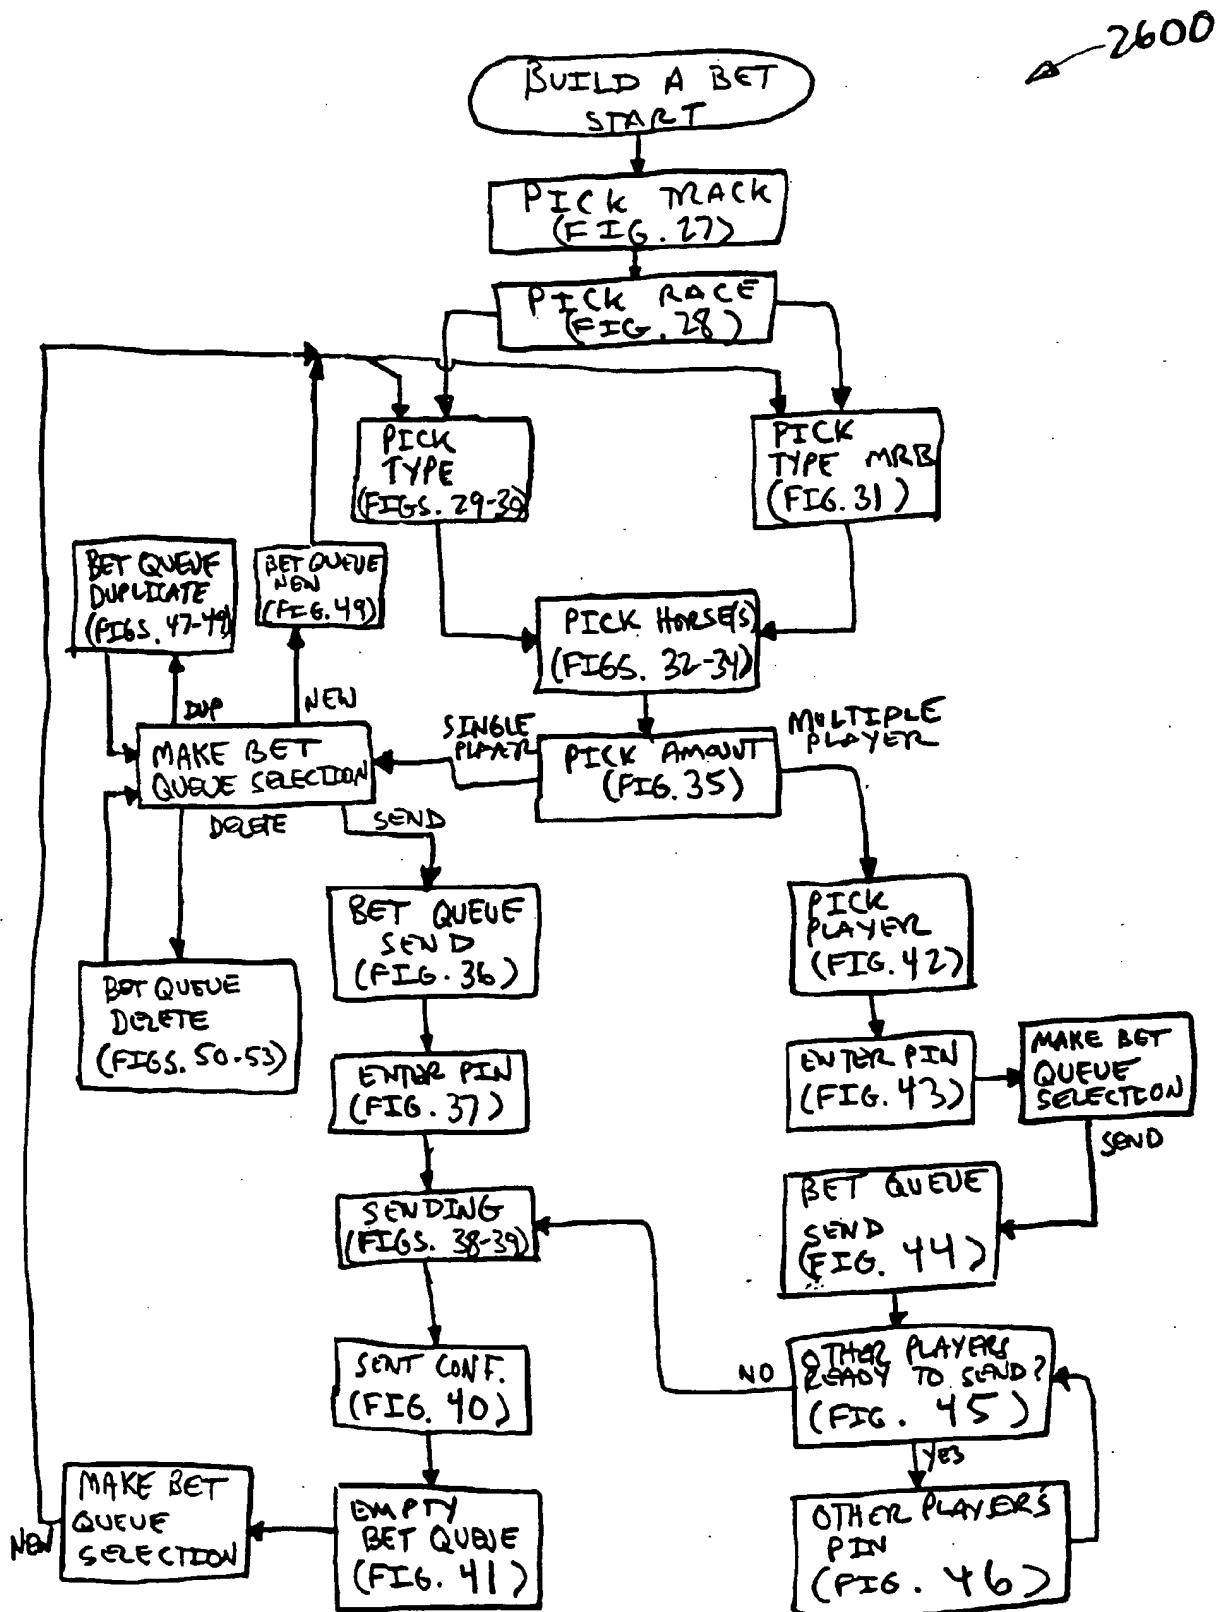 2600
BUILD A BET
START
PICK TRACK
(FIG. 27)
PICK RACE
(FIG. 28)
PICK
TYPE
(FIGS. 29-30)
PICK
TYPE MRB
(FIG. 31)
BET QUEUE
DUPLICATE
(FIGS. 47-49)
BET QUEUE
NEW
(FIG. 49)
PICK HORSE(S)
(FIGS. 32-34)
DUP
NEW
SINGLE
PLAYER
MULTIPLE
PLAYER
MAKE BET
QUEUE SELECTION
PICK AMOUNT
(FIG. 35)
DELETE
SEND
BET QUEUE
SEND
(FIG. 36)
PICK
PLAYER
(FIG. 42)
BET QUEUE
DELETE
(FIGS. 50-53)
ENTER PIN
(FIG. 37)
ENTER PIN
(FIG. 43)
MAKE BET
QUEUE
SELECTION
SEND
SENDING
(FIGS. 38-39)
BET QUEUE
SEND
(FIG. 44)
SENT CONF.
(FIG. 40)
NO
OTHER PLAYERS
READY TO SEND?
(FIG. 45)
YES
MAKE BET
QUEUE
SELECTION
NEW
EMPTY
BET QUEUE
(FIG. 41)
OTHER PLAYER'S
PIN
(FIG. 46)